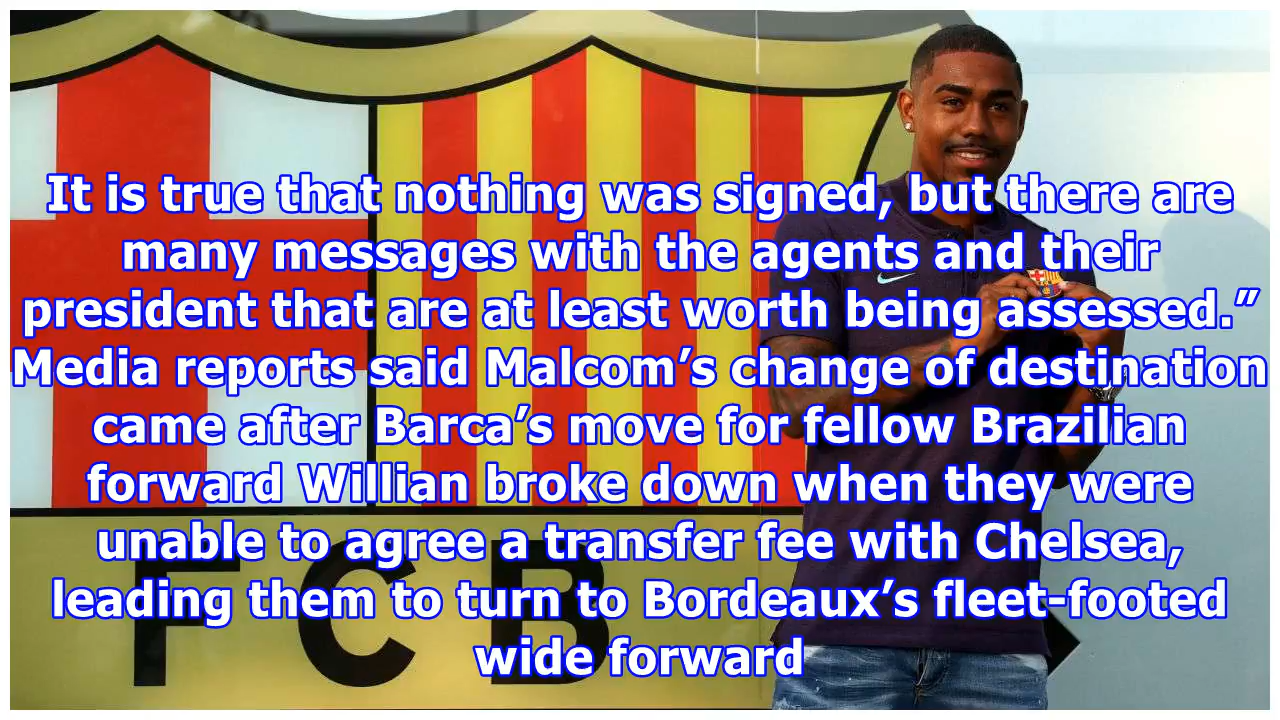 It is true that nothing was signed, but there are
many messages with the agents and their
president that are at least worth being assessed.”
Media reports said Malcom’s change of destination
came after Barca’s move for fellow Brazilian
forward Willian broke down when they were
unable to agree a transfer fee with Chelsea,
leading them to turn to Bordeaux’s fleet-footed
wide forward
FCB